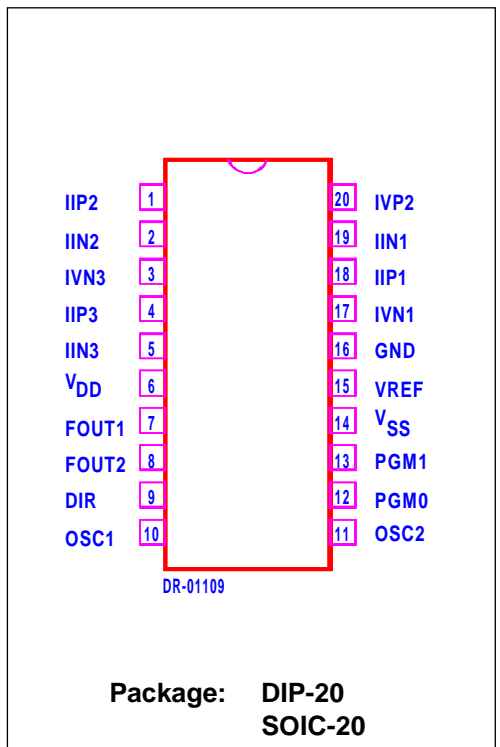 IIP2 1 20 IVP2
IIN2 2 19 IIN1
IVN3 3 18 IIP1
IIP3 4 17 IVN1
IIN3 5 16 GND
VDD 6 15 VREF
FOUT1 7 14 VSS
FOUT2 8 13 PGM1
DIR 9 12 PGM0
OSC1 10 11 OSC2
DR-01109
Package: DIP-20
SOIC-20